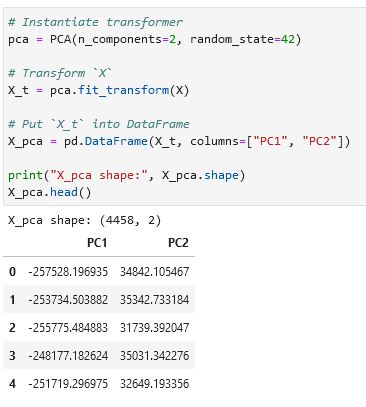 # Instantiate transformer
pca = PCA(n_components=2, random_state=42)
# Transform `X`
X_t = pca.fit_transform(X)
# Put `X_t` into DataFrame
X_pca = pd.DataFrame(X_t, columns=["PC1", "PC2"])
print("X_pca shape:", X_pca.shape)
X_pca.head()
X_pca shape: (4458, 2)
PC1 PC2
0 -257528.196935 34842.105467
1 -253734.503882 35342.733184
2 -255775.484883 31739.392047
3 -248177.182624 35031.342276
4 -251719.296975 32649.193356